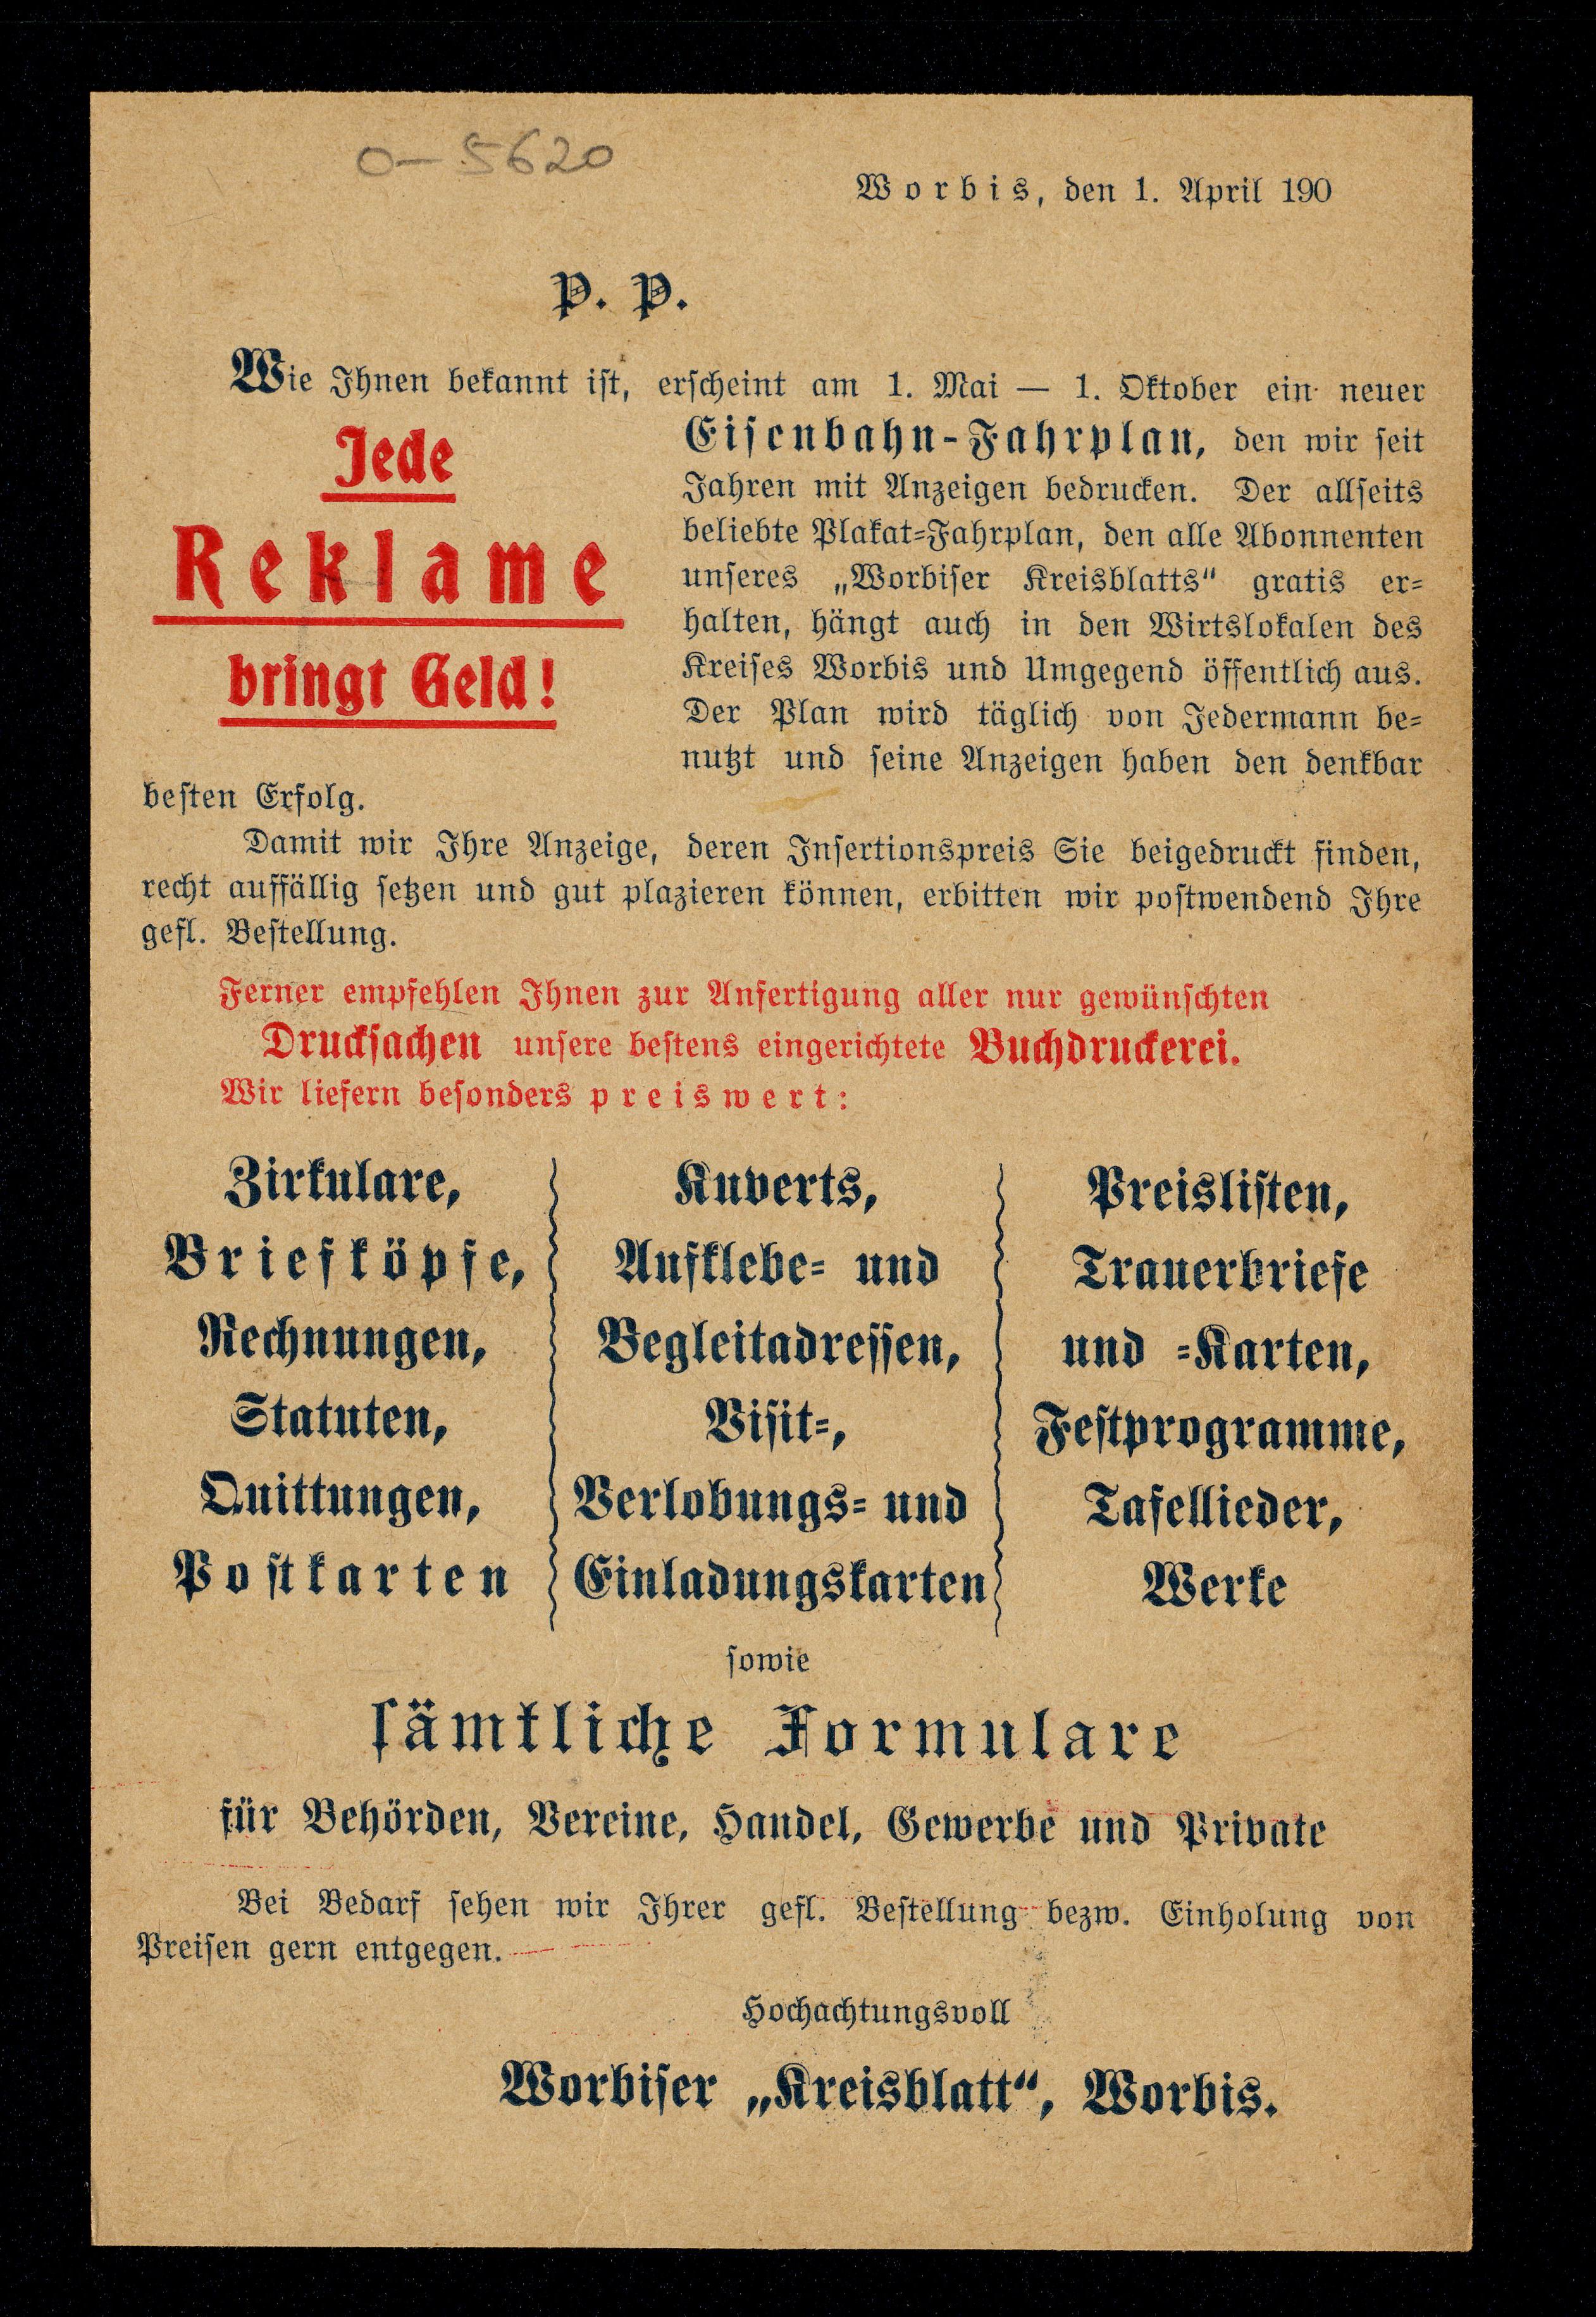 0–5620
Worbis, den 1. April 190
P. P.
Wie Ihnen bekannt ist, erscheint am 1. Mai — 1. Oktober ein neuer
Jede
Reklame
bringt Geld!
Eisenbahn-Fahrplan, den wir seit
Jahren mit Anzeigen bedrucken. Der allseits
beliebte Plakat-Fahrplan, den alle Abonnenten
unseres „Worbiser Kreisblatts“ gratis er-
halten, hängt auch in den Wirtslokalen des
Kreises Worbis und Umgegend öffentlich aus.
Der Plan wird täglich von Jedermann be-
nutzt und seine Anzeigen haben den denkbar
besten Erfolg.
Damit wir Ihre Anzeige, deren Insertionspreis Sie beigedruckt finden,
recht auffällig setzen und gut plazieren können, erbitten wir postwendend Ihre
gefl. Bestellung.
Ferner empfehlen Ihnen zur Anfertigung aller nur gewünschten
Drucksachen unsere bestens eingerichtete Buchdruckerei.
Wir liefern besonders preiswert:
Zirkulare,
Briefköpfe,
Rechnungen,
Statuten,
Quittungen,
Postkarten
Kuverts,
Aufklebe- und
Begleitadressen,
Visit-,
Verlobungs- und
Einladungskarten
Preislisten,
Trauerbriefe
und -Karten,
Festprogramme,
Tafellieder,
Werke
sowie
sämtliche Formulare
für Behörden, Vereine, Handel, Gewerbe und Private
Bei Bedarf sehen wir Ihrer gefl. Bestellung bezw. Einholung von
Preisen gern entgegen.
Hochachtungsvoll
Worbiser „Kreisblatt“, Worbis.